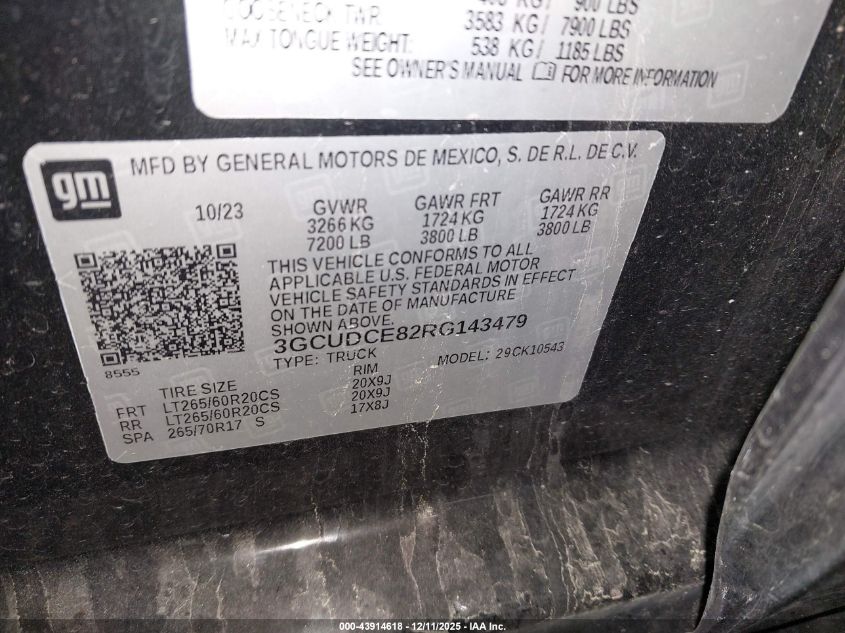 900 LBS
GOOSENECK TWR: 3583 KG/ 7900 LBS
MAX TONGUE WEIGHT: 538 KG/ 1185 LBS
SEE OWNER'S MANUAL FOR MORE INFORMATION
gm MFD BY GENERAL MOTORS DE MEXICO, S. DE R.L. DE C.V.
10/23 GVWR GAWR FRT GAWR RR
3266 KG 1724 KG 1724 KG
7200 LB 3800 LB 3800 LB
THIS VEHICLE CONFORMS TO ALL
APPLICABLE U.S. FEDERAL MOTOR
VEHICLE SAFETY STANDARDS IN EFFECT
ON THE DATE OF MANUFACTURE
SHOWN ABOVE
3GCUDCE82RG143479
8555 TYPE: TRUCK MODEL: 29CK10543
TIRE SIZE RIM
FRT LT265/60R20CS 20X9J
RR LT265/60R20CS 20X9J
SPA 265/70R17 S 17X8J
000-43914618 - 12/11/2025 - IAA Inc.